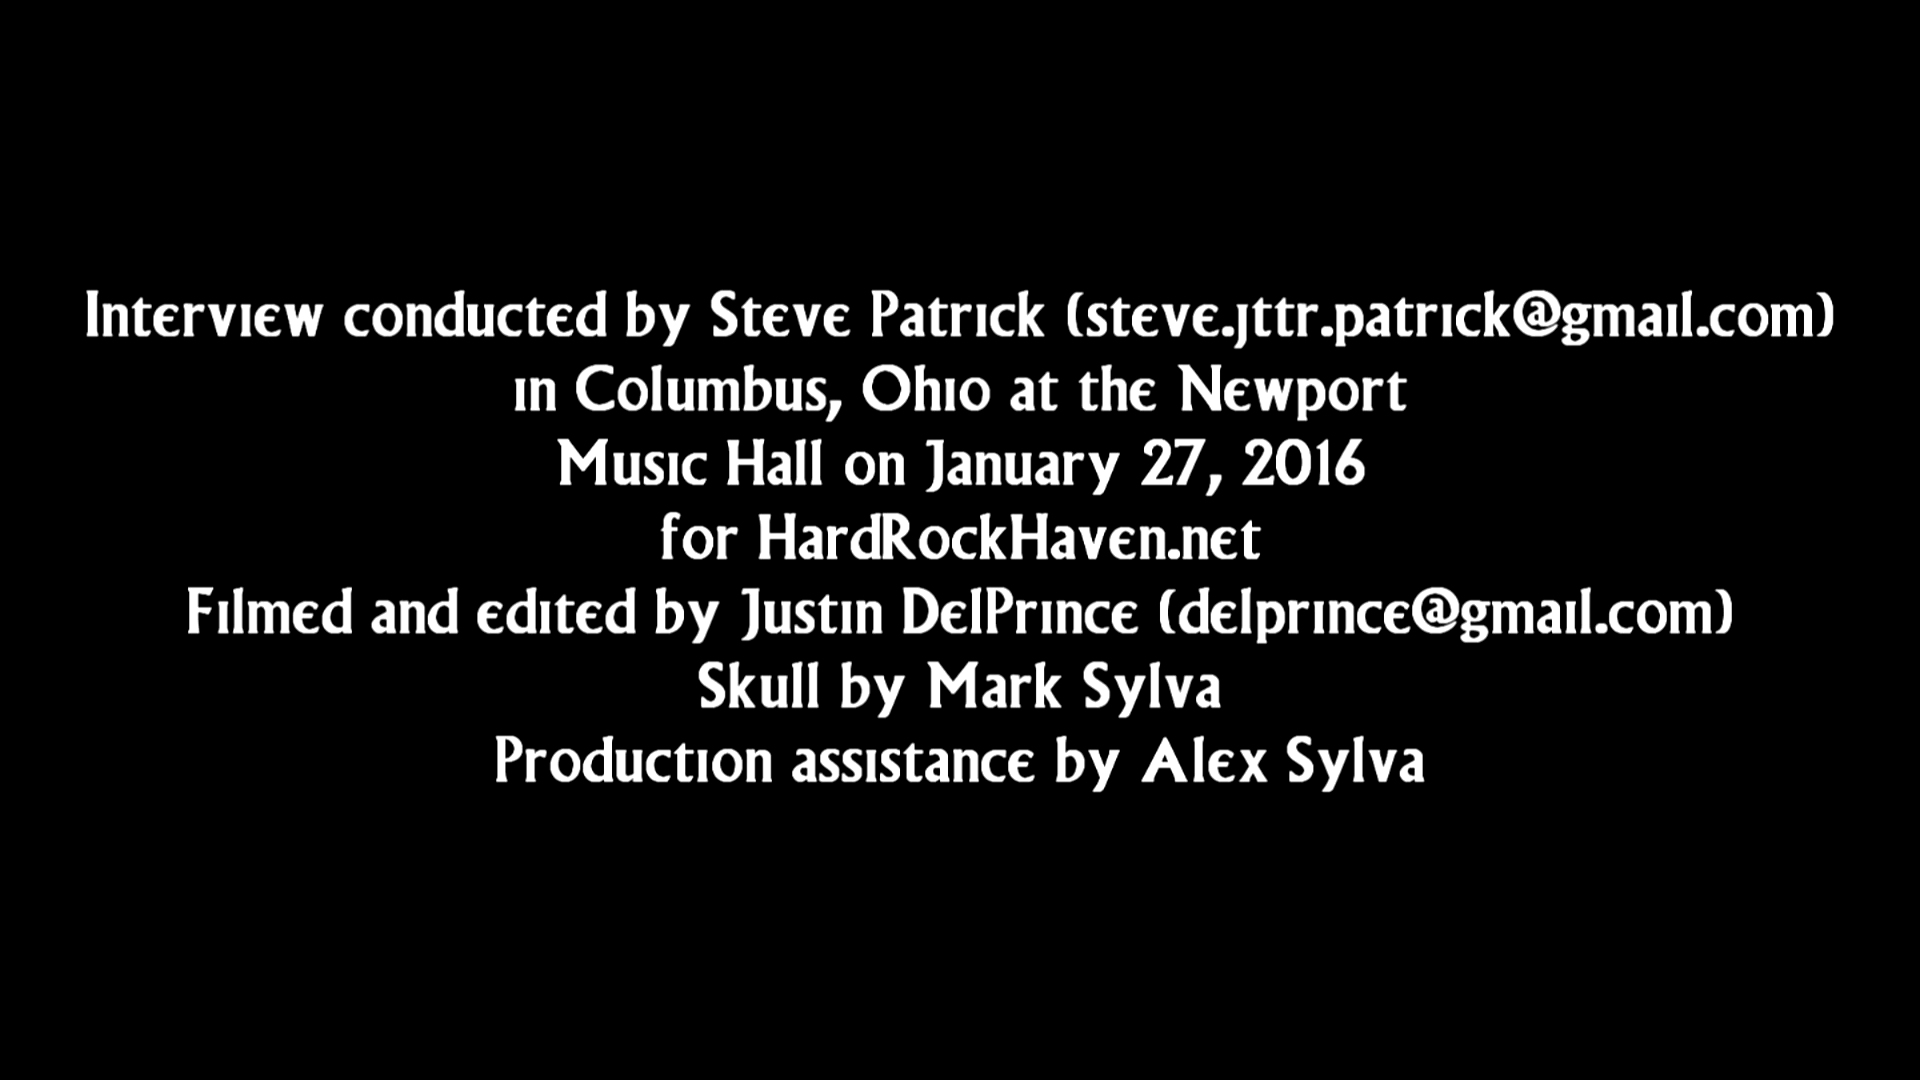 Interview conducted by Steve Patrick (steve.jttr.patrick@gmail.com)
in Columbus, Ohio at the Newport
Music Hall on January 27, 2016
for HardRockHaven.net
Filmed and edited by Justin DelPrince (delprince@gmail.com)
Skull by Mark Sylva
Production assistance by Alex Sylva